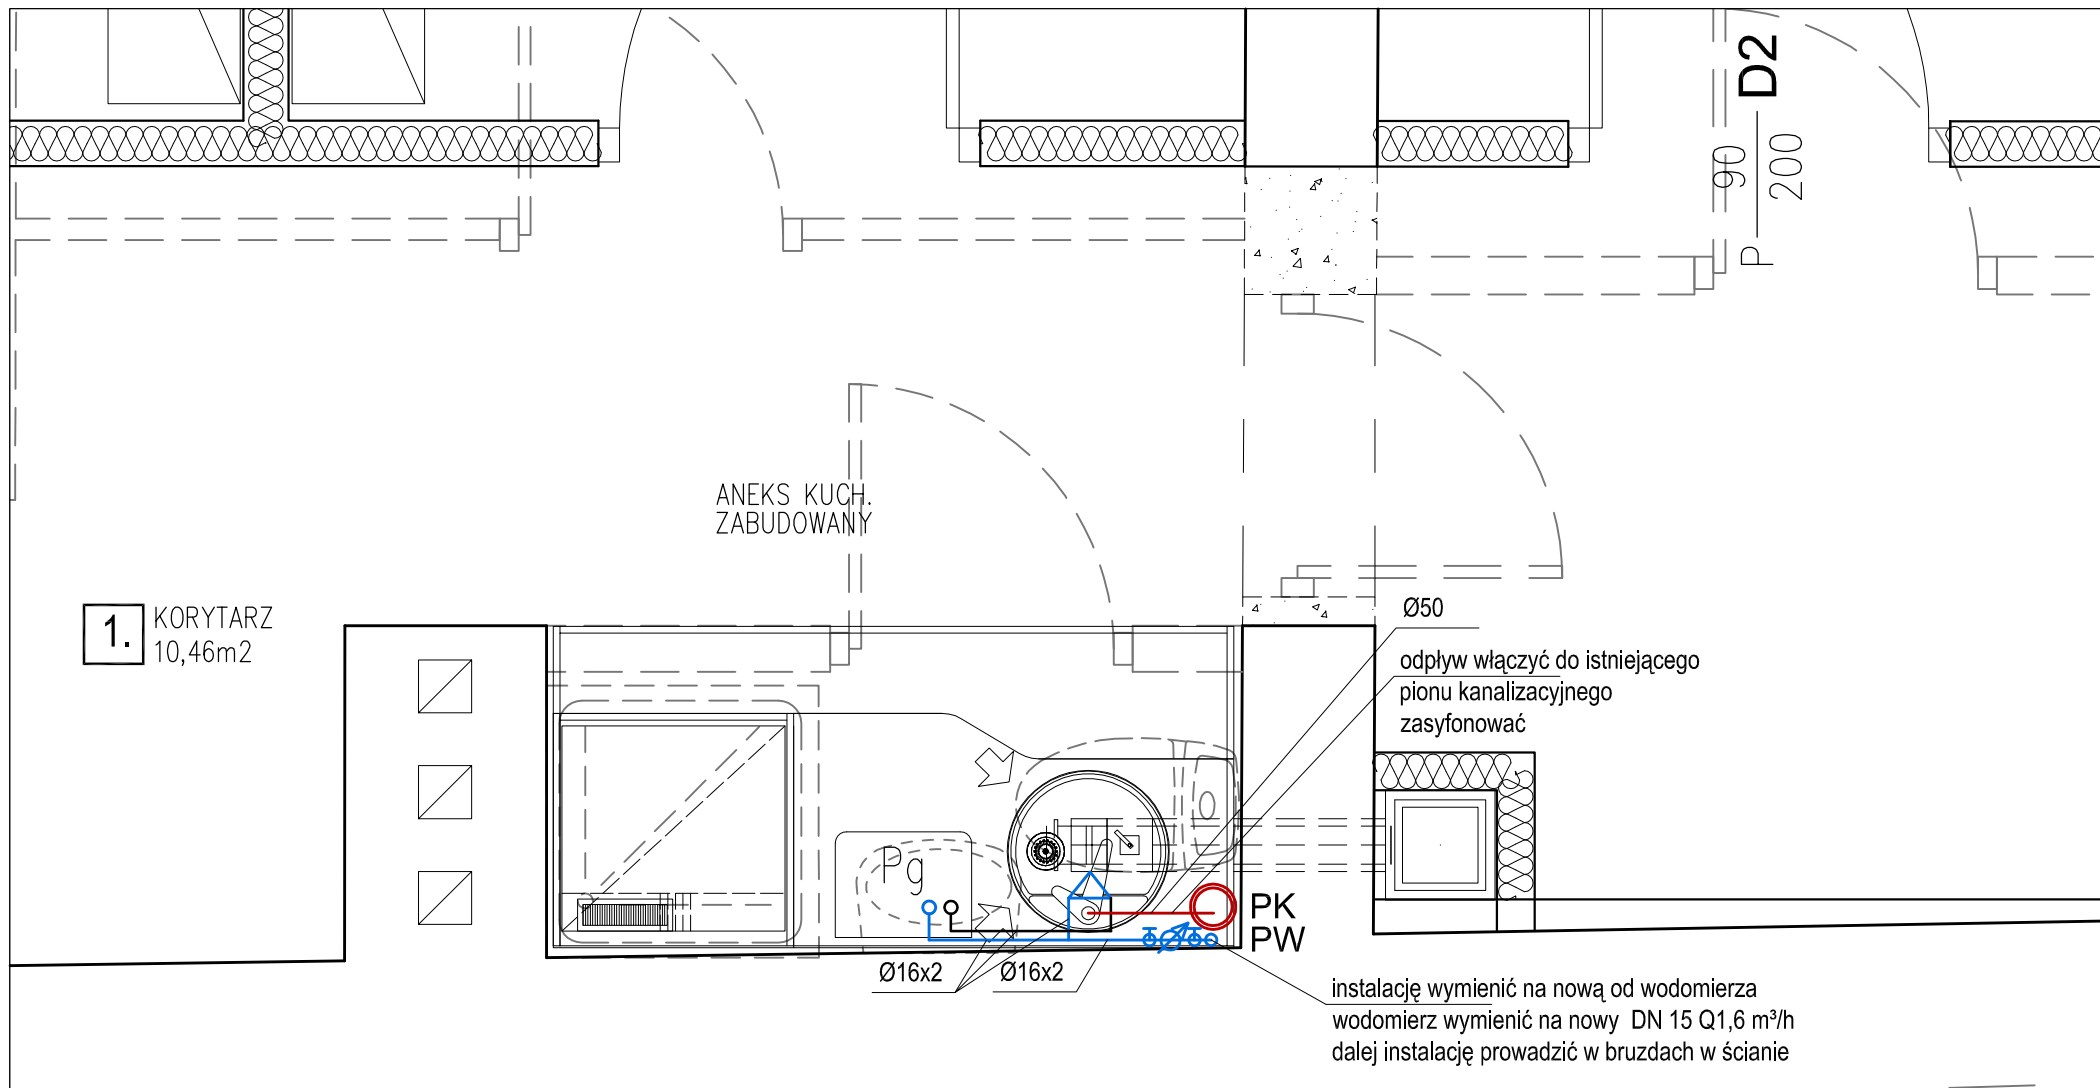 D2
90
200
P
ANEKS KUCH.
ZABUDOWANY
1.
KORYTARZ
10,46m2
Ø50
odpływ włączyć do istniejącego
pionu kanalizacyjnego
zasyfonować
Pg
PK
PW
Ø16x2
Ø16x2
instalację wymienić na nową od wodomierza
wodomierz wymienić na nowy DN 15 Q1,6 m³/h
dalej instalację prowadzić w bruzdach w ścianie